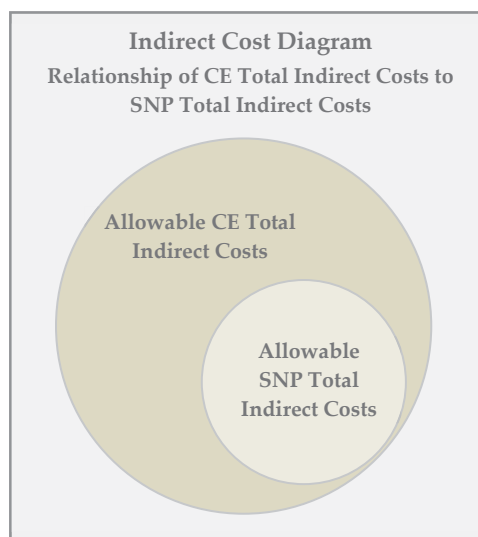 Indirect Cost Diagram
Relationship of CE Total Indirect Costs to
SNP Total Indirect Costs
Allowable CE Total
Indirect Costs
Allowable
SNP Total
Indirect Costs